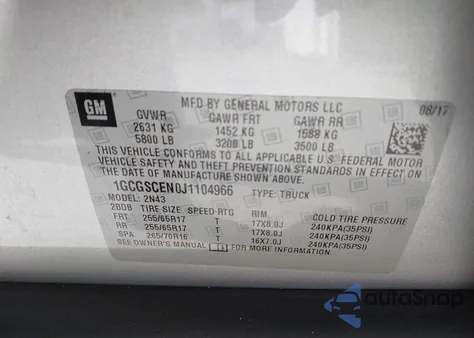 GM
MFD BY GENERAL MOTORS LLC
08/17
GVWR GAWR FRT GAWR RR
2631 KG 1452 KG 1588 KG
5800 LB 3200 LB 3500 LB
THIS VEHICLE CONFORMS TO ALL APPLICABLE U.S. FEDERAL MOTOR
VEHICLE SAFETY AND THEFT PREVENTION STANDARDS IN EFFECT ON
THE DATE OF MANUFACTURE SHOWN ABOVE.
1GCGSCEN0J1104966 TYPE: TRUCK
MODEL: 2N43
28DB TIRE SIZE SPEED RTG RIM COLD TIRE PRESSURE
FRT 255/65R17 T 17X8.0J 240KPA(35PSI)
RR 255/65R17 T 17X8.0J 240KPA(35PSI)
SPA 265/70R16 T 16X7.0J 240KPA(35PSI)
SEE OWNER'S MANUAL FOR MORE INFORMATION.
autoSnap